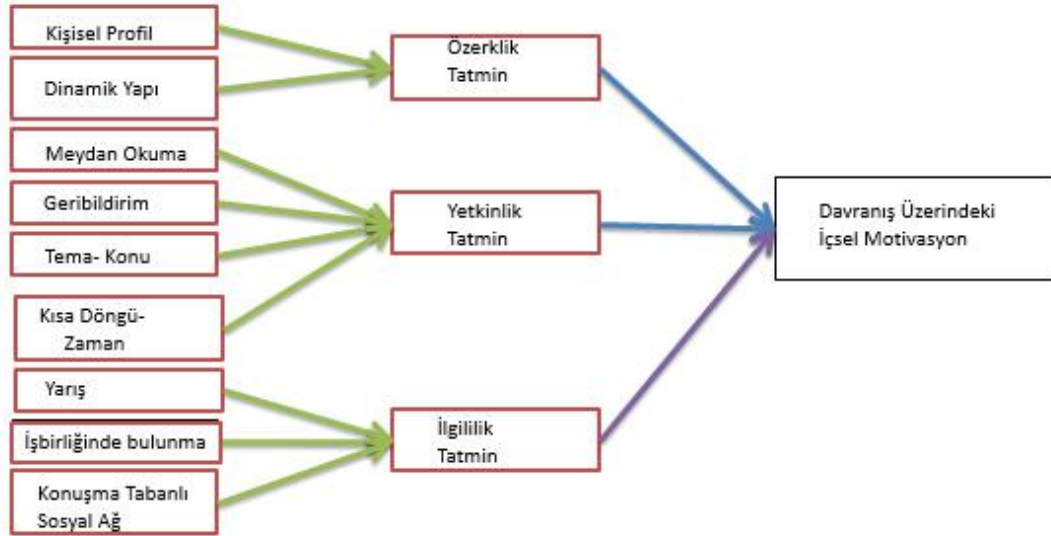 Kişisel Profil
Dinamik Yapı
Meydan Okuma
Geribildirim
Tema- Konu
Kısa Döngü-
Zaman
Yarış
İşbirliğinde bulunma
Konuşma Tabanlı
Sosyal Ağ
Özerklik
Tatmin
Yetkinlik
Tatmin
İlgililik
Tatmin
Davranış Üzerindeki
İçsel Motivasyon